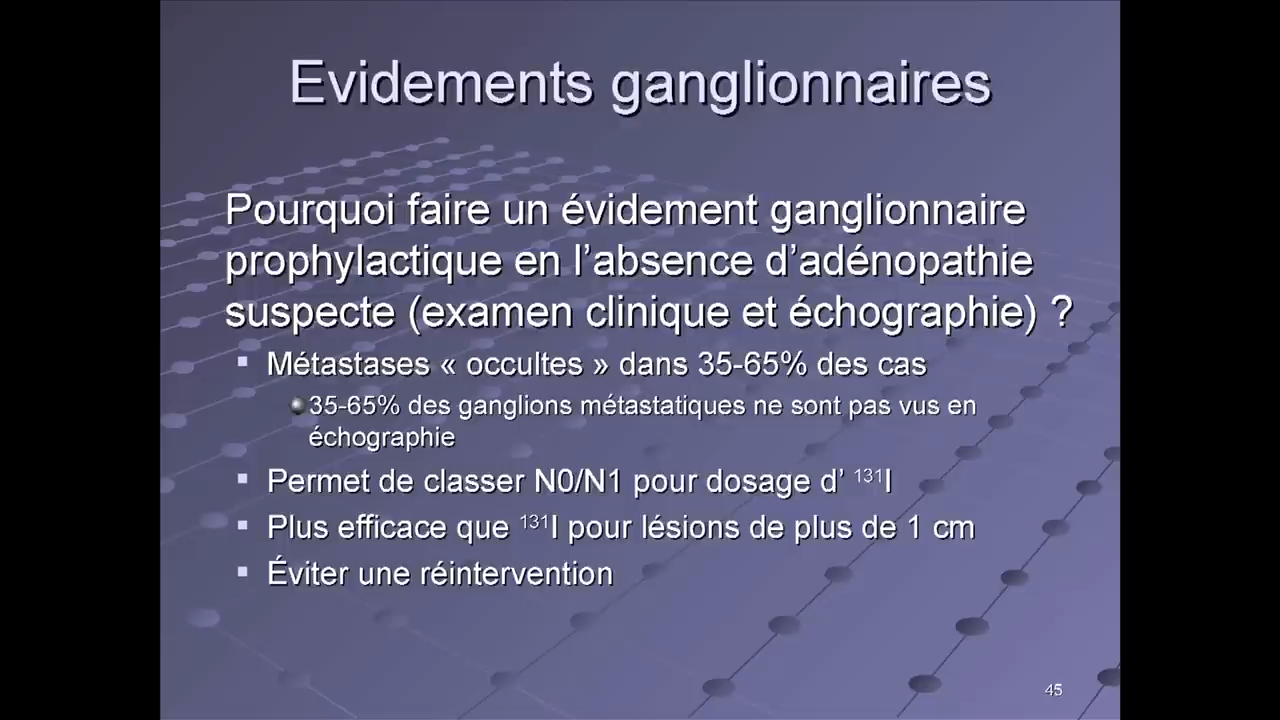 Evidements ganglionnaires
Pourquoi faire un évidement ganglionnaire
prophylactique en l’absence d’adénopathie
suspecte (examen clinique et échographie) ?
▪ Métastases « occultes » dans 35-65% des cas
35-65% des ganglions métastatiques ne sont pas vus en
échographie
▪ Permet de classer N0/N1 pour dosage d’ ¹³¹I
▪ Plus efficace que ¹³¹I pour lésions de plus de 1 cm
▪ Éviter une réintervention
45